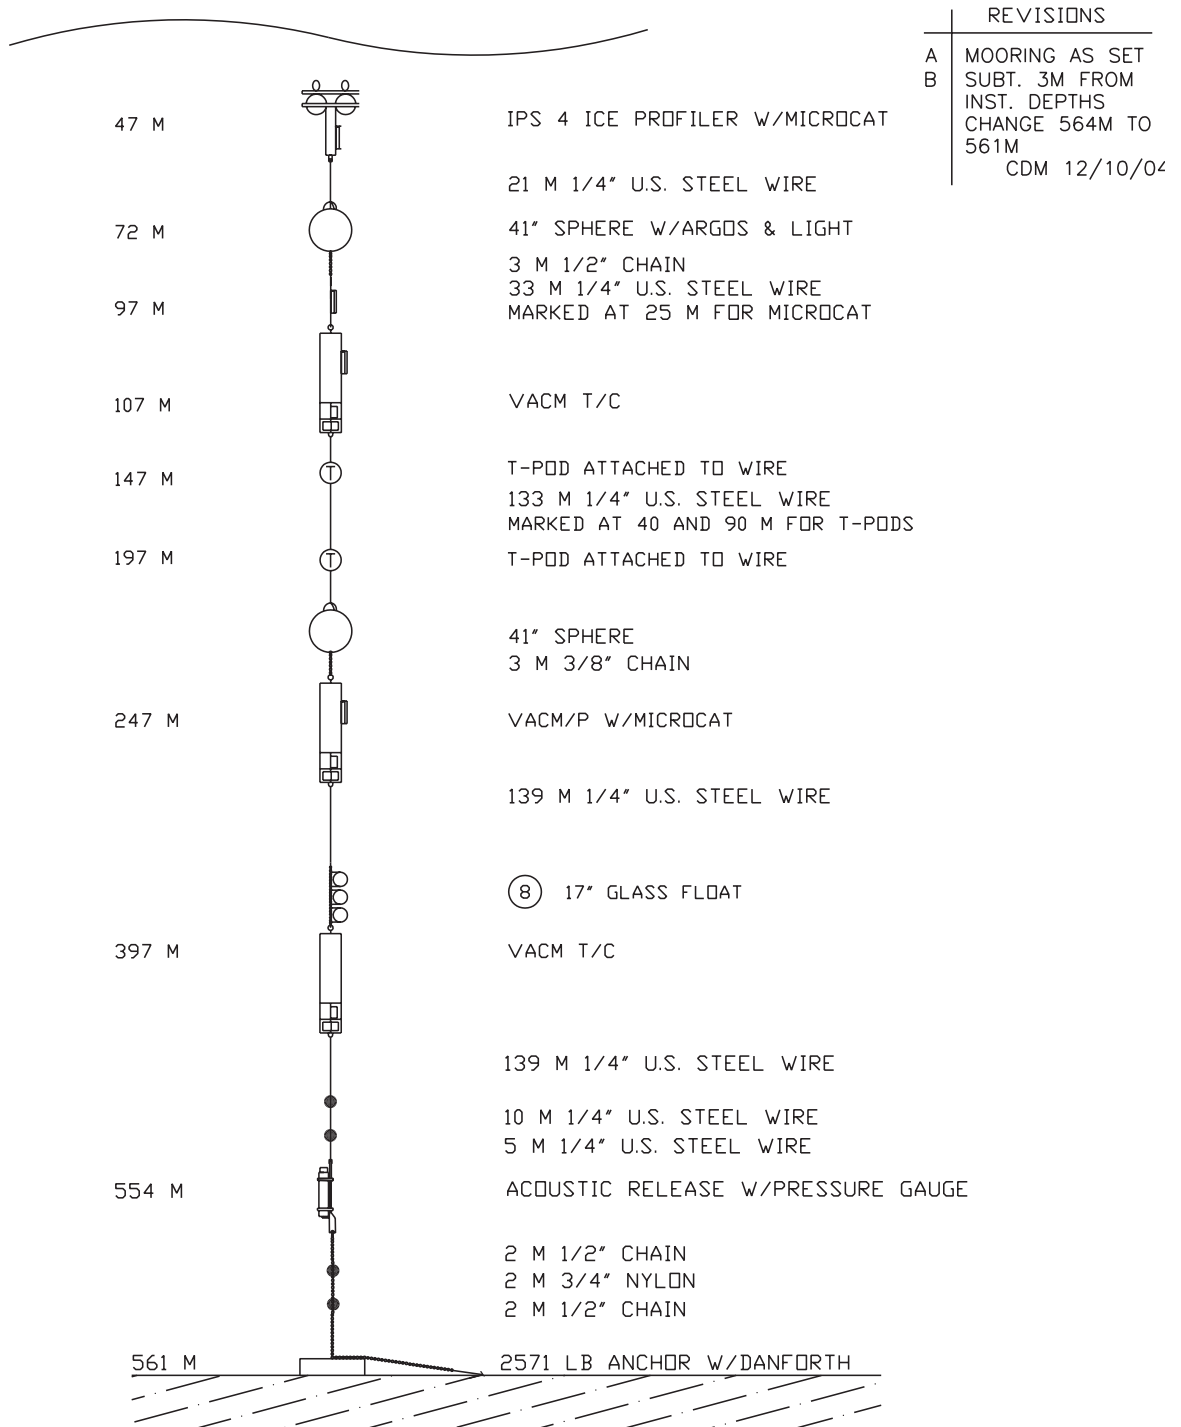 REVISIONS
A MOORING AS SET
B SUBT. 3M FROM
INST. DEPTHS
CHANGE 564M TO
561M
CDM 12/10/04
47 M IPS 4 ICE PROFILER W/MICROCAT
21 M 1/4" U.S. STEEL WIRE
72 M 41" SPHERE W/ARGOS & LIGHT
3 M 1/2" CHAIN
33 M 1/4" U.S. STEEL WIRE
97 M MARKED AT 25 M FOR MICROCAT
107 M VACM T/C
T
147 M T-POD ATTACHED TO WIRE
133 M 1/4" U.S. STEEL WIRE
MARKED AT 40 AND 90 M FOR T-PODS
197 M T T-POD ATTACHED TO WIRE
41" SPHERE
3 M 3/8" CHAIN
247 M VACM/P W/MICROCAT
139 M 1/4" U.S. STEEL WIRE
8 17" GLASS FLOAT
397 M VACM T/C
139 M 1/4" U.S. STEEL WIRE
10 M 1/4" U.S. STEEL WIRE
5 M 1/4" U.S. STEEL WIRE
554 M ACOUSTIC RELEASE W/PRESSURE GAUGE
2 M 1/2" CHAIN
2 M 3/4" NYLON
2 M 1/2" CHAIN
561 M 2571 LB ANCHOR W/DANFORTH